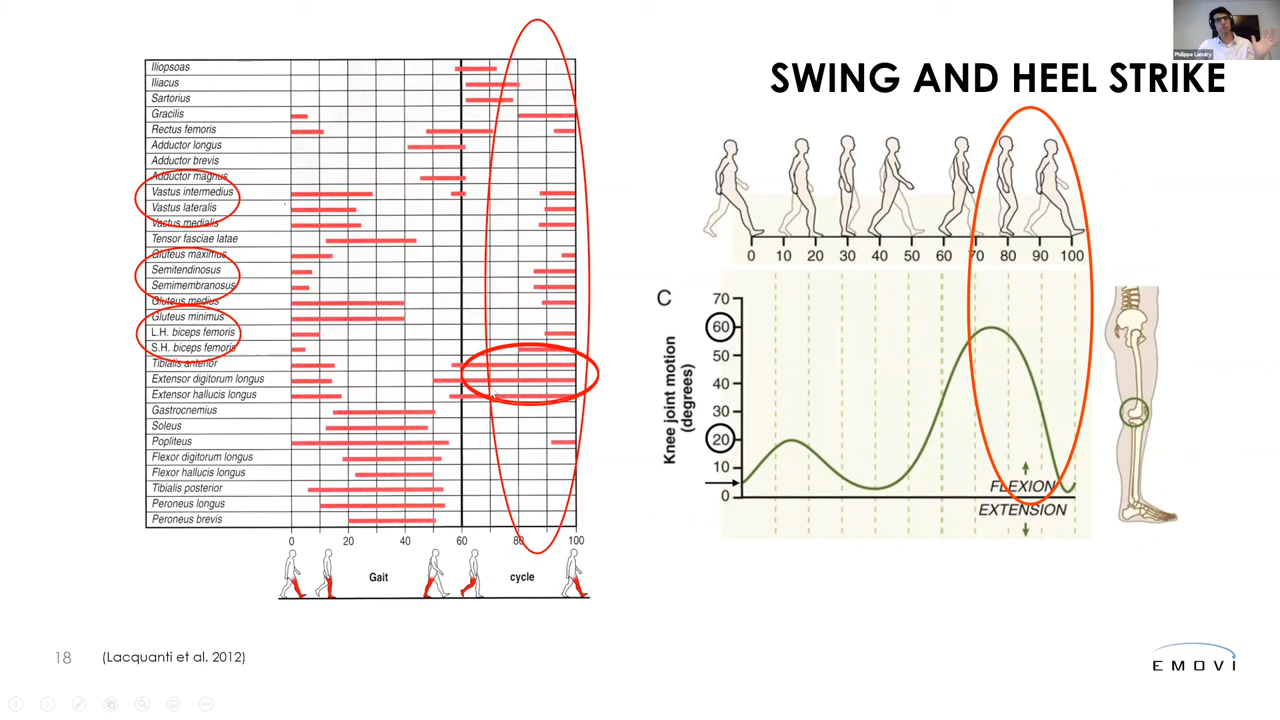 Philippe Landry
SWING AND HEEL STRIKE
Iliopsoas
Iliacus
Sartorius
Gracilis
Rectus femoris
Adductor longus
Adductor brevis
Adductor magnus
Vastus intermedius
Vastus lateralis
Vastus medialis
Tensor fasciae latae
Gluteus maximus
Semitendinosus
Semimembranosus
Gluteus medius
Gluteus minimus
L.H. biceps femoris
S.H. biceps femoris
Tibialis anterior
Extensor digitorum longus
Extensor hallucis longus
Gastrocnemius
Soleus
Popliteus
Flexor digitorum longus
Flexor hallucis longus
Tibialis posterior
Peroneus longus
Peroneus brevis
0 20 40 60 80 100
Gait cycle
0 10 20 30 40 50 60 70 80 90 100
C
Knee joint motion
(degrees)
70
60
50
40
30
20
10
0
FLEXION
EXTENSION
18
(Lacquanti et al. 2012)
EMOVI